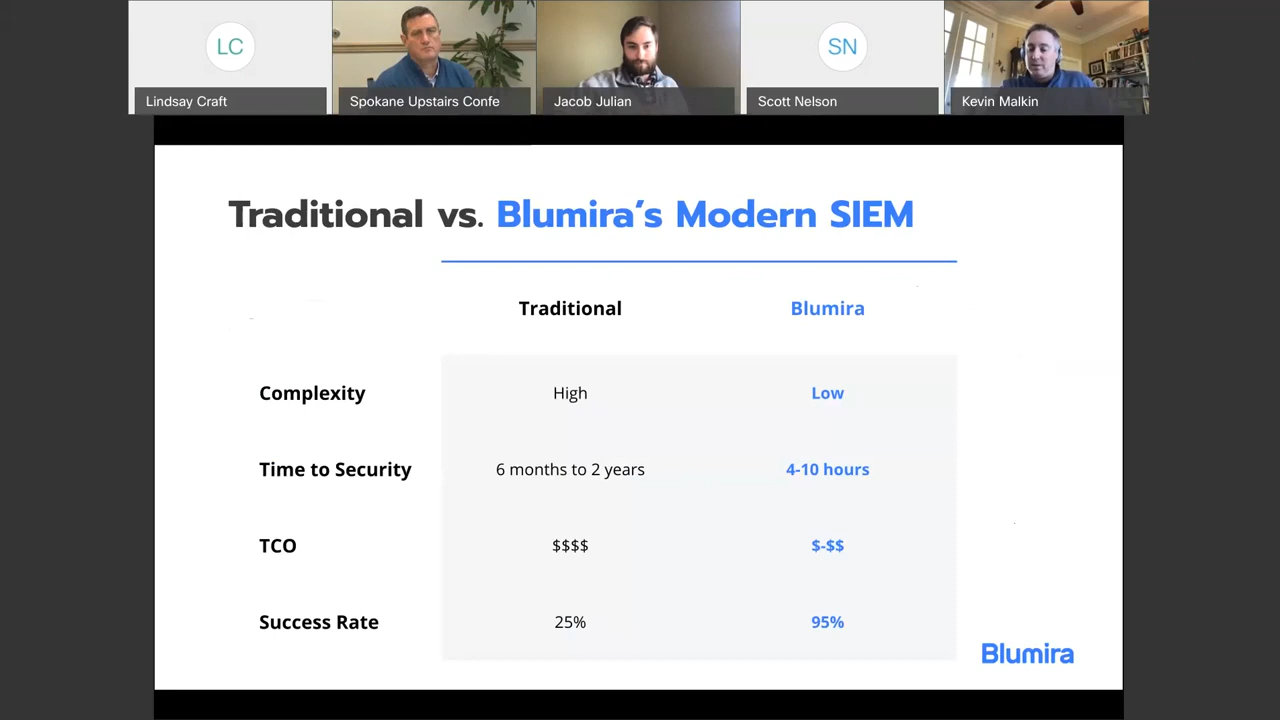 LC
SN
Lindsay Craft
Spokane Upstairs Confe
Jacob Julian
Scott Nelson
Kevin Malkin
Traditional vs. Blumira’s Modern SIEM
Traditional Blumira
Complexity High Low
Time to Security 6 months to 2 years 4-10 hours
TCO $$$$ $-$$
Success Rate 25% 95%
Blumira